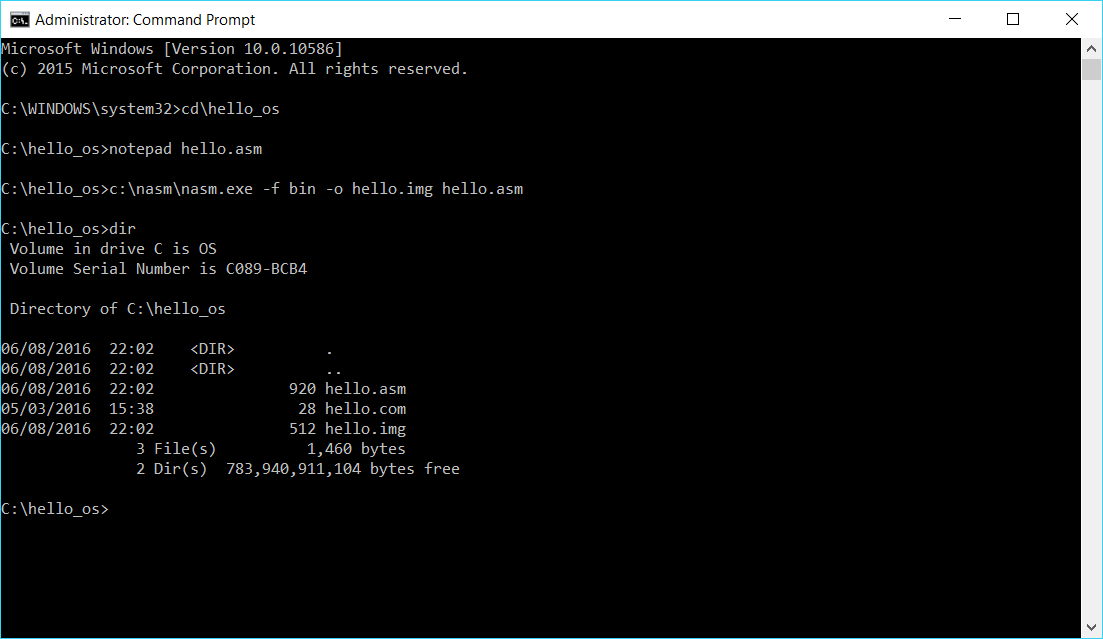 Administrator: Command Prompt
Microsoft Windows [Version 10.0.10586]
(c) 2015 Microsoft Corporation. All rights reserved.
C:\WINDOWS\system32>cd\hello_os
C:\hello_os>notepad hello.asm
C:\hello_os>c:\nasm\nasm.exe -f bin -o hello.img hello.asm
C:\hello_os>dir
Volume in drive C is OS
Volume Serial Number is C089-BCB4
Directory of C:\hello_os
06/08/2016  22:02    <DIR>          .
06/08/2016  22:02    <DIR>          ..
06/08/2016  22:02               920 hello.asm
05/03/2016  15:38                28 hello.com
06/08/2016  22:02               512 hello.img
3 File(s)          1,460 bytes
2 Dir(s)  783,940,911,104 bytes free
C:\hello_os>